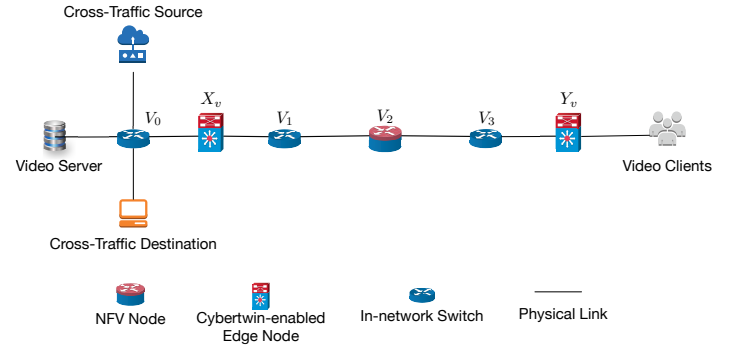 Cross-Traffic Source
V₀
Xᵥ
V₁
V₂
V₃
Yᵥ
Video Server
Video Clients
Cross-Traffic Destination
NFV Node
Cybertwin-enabled
Edge Node
In-network Switch
Physical Link